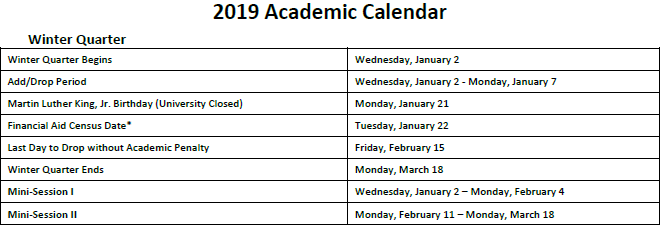 2019 Academic Calendar
Winter Quarter
Winter Quarter Begins Wednesday, January 2
Add/Drop Period Wednesday, January 2 - Monday, January 7
Martin Luther King, Jr. Birthday (University Closed) Monday, January 21
Financial Aid Census Date* Tuesday, January 22
Last Day to Drop without Academic Penalty Friday, February 15
Winter Quarter Ends Monday, March 18
Mini-Session I Wednesday, January 2 – Monday, February 4
Mini-Session II Monday, February 11 – Monday, March 18